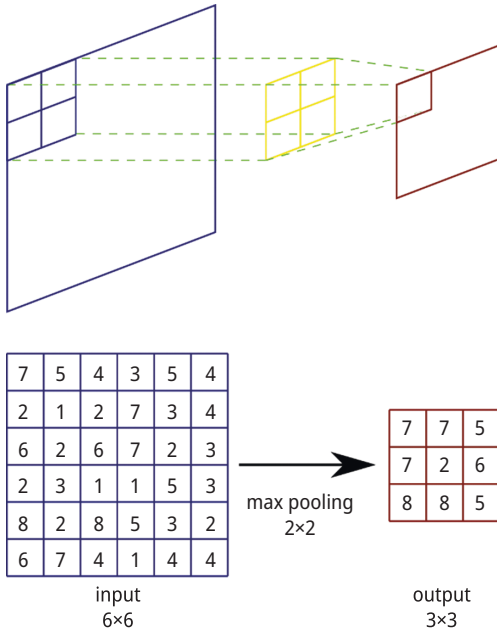 7 5 4 3 5 4
2 1 2 7 3 4
6 2 6 7 2 3
2 3 1 1 5 3
8 2 8 5 3 2
6 7 4 1 4 4
input
6×6
max pooling
2×2
7 7 5
7 2 6
8 8 5
output
3×3